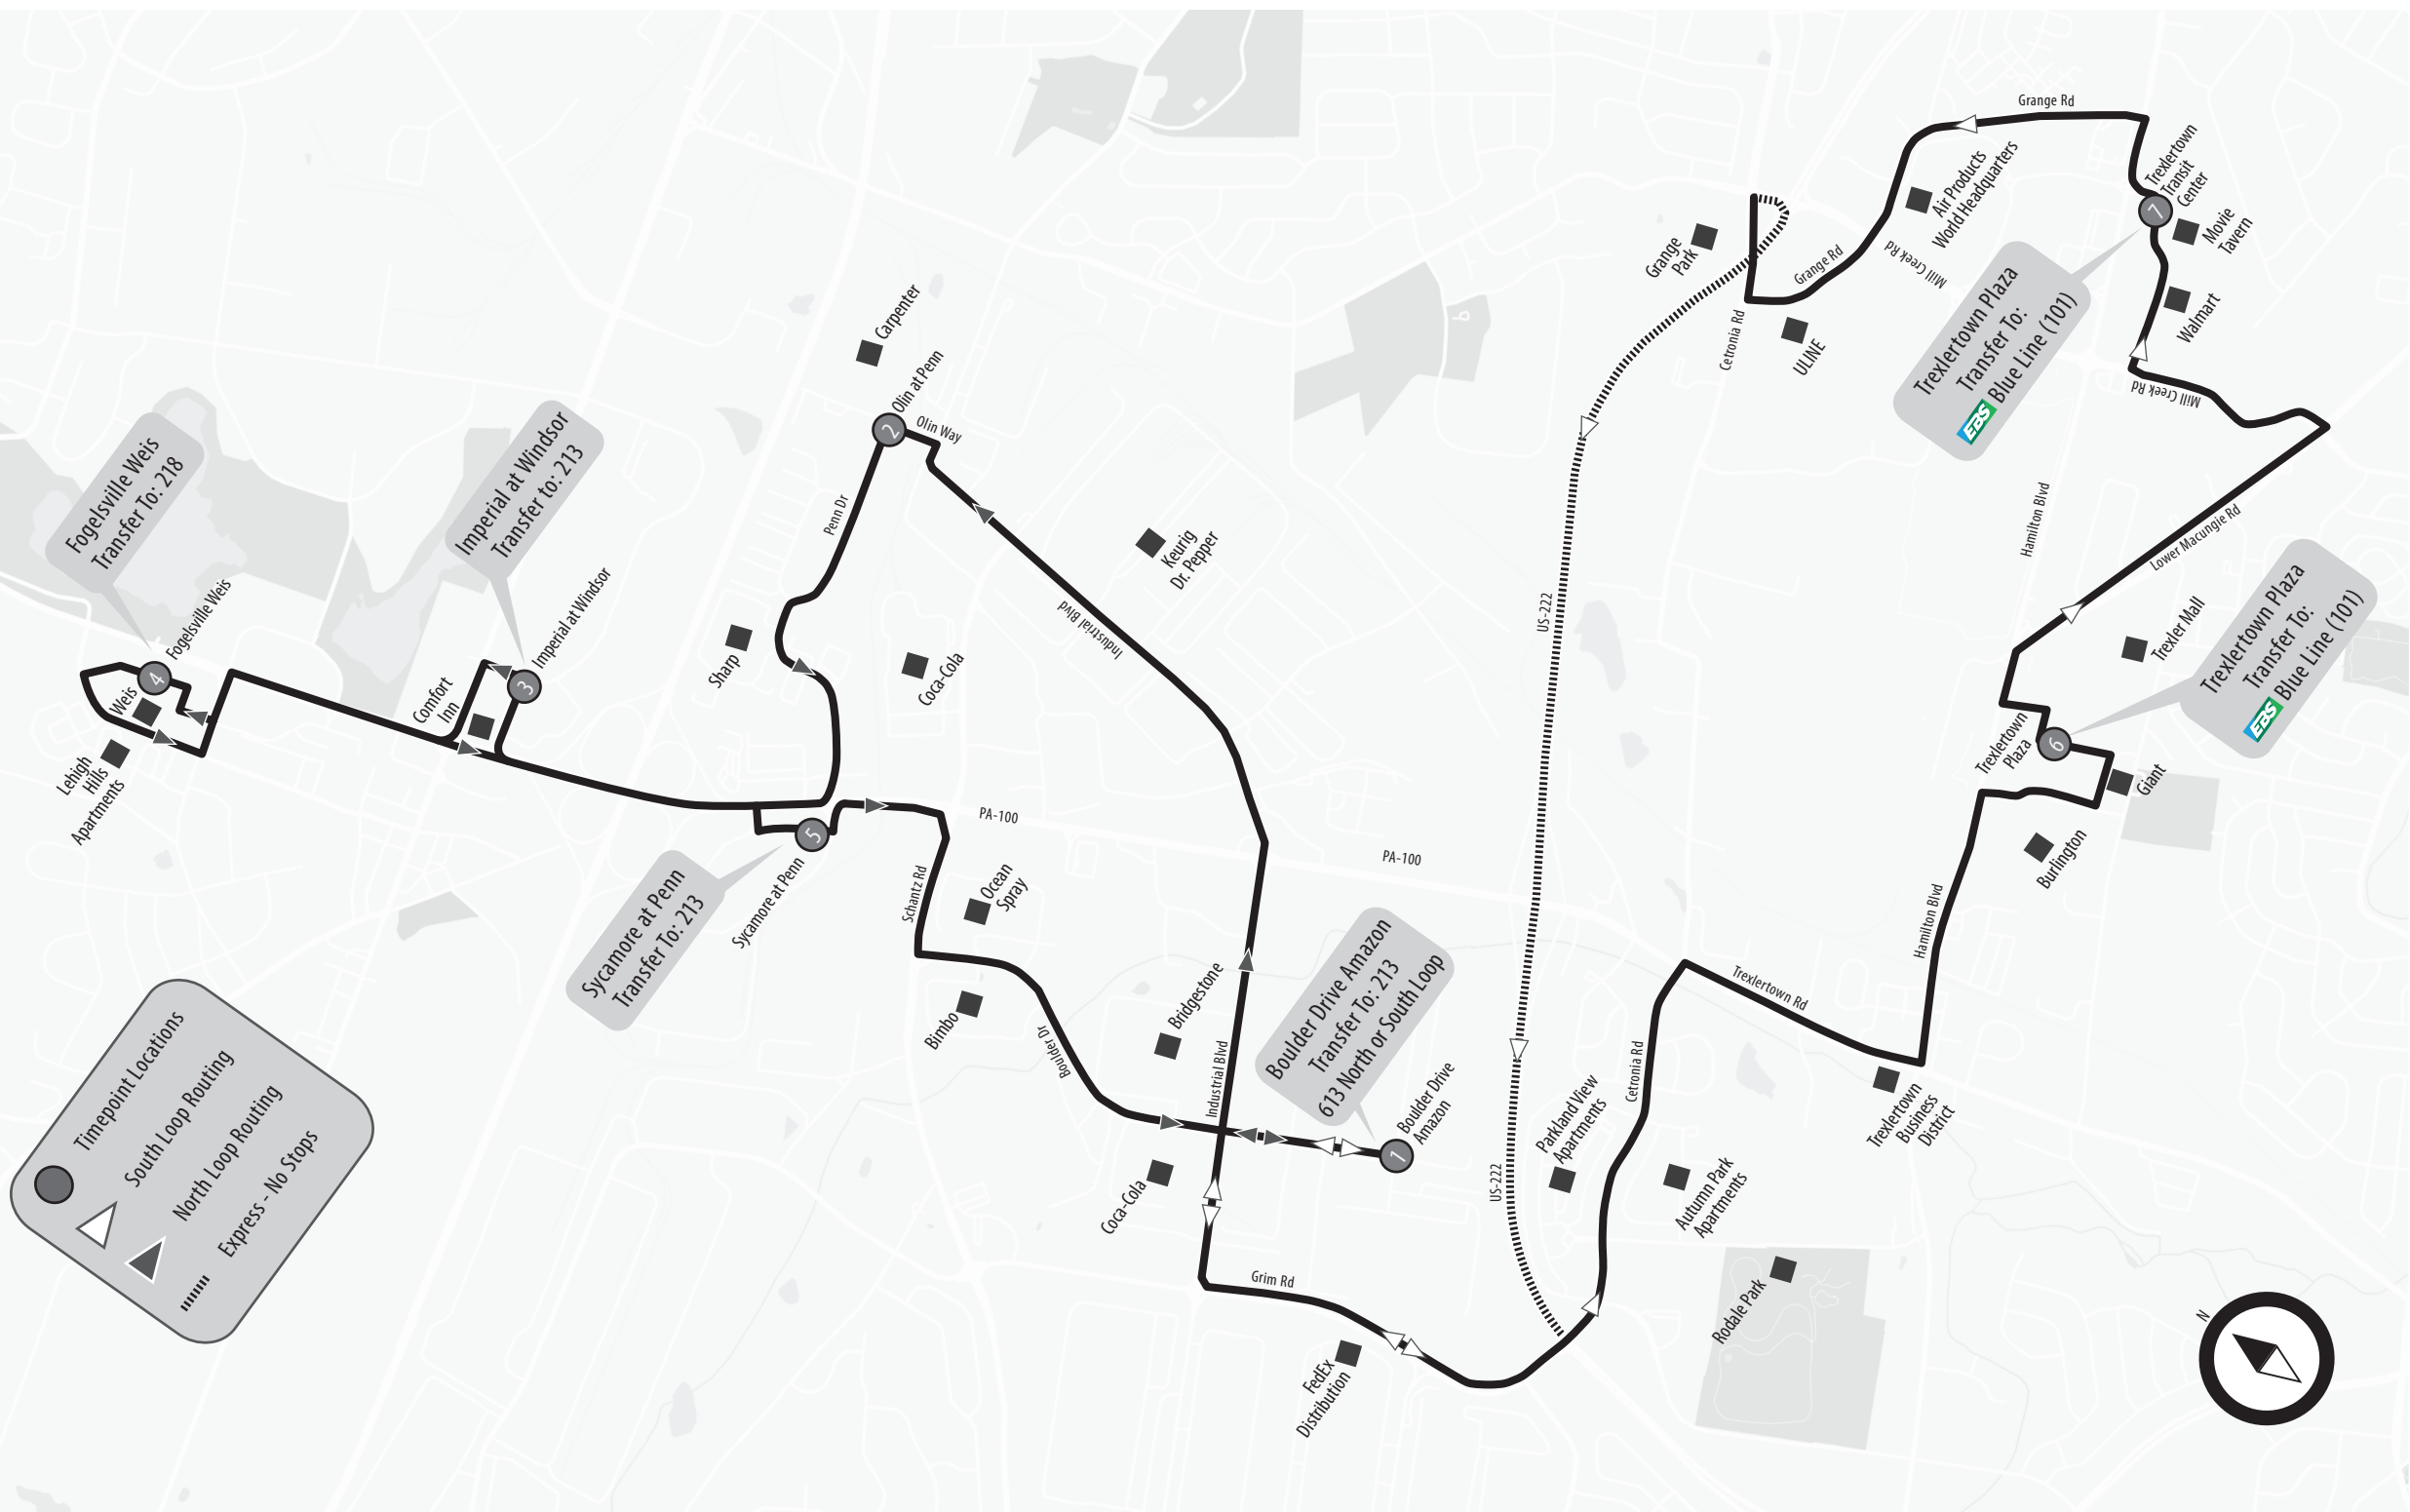 Grange Rd
Trexlertown
Transit
Center
Movie
Tavern
Air Products
World Headquarters
Mill Creek Rd
Grange Rd
Grange
Park
Cetronia Rd
ULINE
Walmart
Mill Creek Rd
7
Trexlertown Plaza
Transfer To:
EBS Blue Line (101)
Carpenter
Olin at Penn
2
Olin Way
Penn Dr
Fogelsville Weis
Transfer To: 218
Imperial at Windsor
Transfer to: 213
Hamilton Blvd
Lower Macungie Rd
Keurig
Dr. Pepper
Industrial Blvd
US-222
Fogelsville Weis
4
Weis
Lehigh
Hills
Apartments
Imperial at Windsor
3
Comfort
Inn
Sharp
Coca-Cola
Trexler Mall
Trexlertown Plaza
Transfer To:
EBS Blue Line (101)
Trexlertown
Plaza
6
Giant
Burlington
PA-100
PA-100
5
Sycamore at Penn
Sycamore at Penn
Transfer To: 213
Schantz Rd
Ocean
Spray
Bimbo
Boulder Dr
Bridgestone
Industrial Blvd
Boulder Drive Amazon
Transfer To: 213
613 North or South Loop
Boulder Drive
Amazon
1
Coca-Cola
Hamilton Blvd
Trexlertown Rd
Trexlertown
Business
District
Cetronia Rd
Parkland View
Apartments
US-222
Autumn Park
Apartments
Rodale Park
Grim Rd
FedEx
Distribution
Timepoint Locations
South Loop Routing
North Loop Routing
Express - No Stops
N